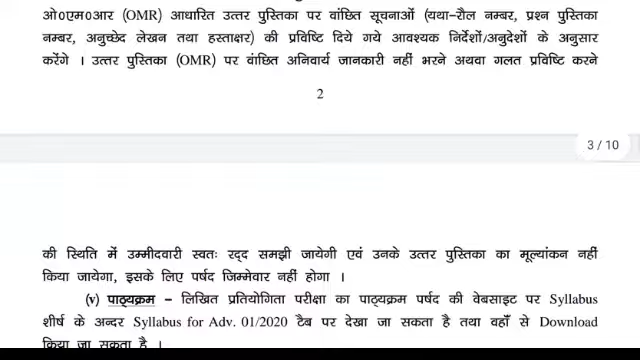 ओ०एम०आर (OMR) आधारित उत्तर पुस्तिका पर वांछित सूचनाओं (यथा-रौल नम्बर, प्रश्न पुस्तिका
नम्बर, अनुच्छेद लेखन तथा हस्ताक्षर) की प्रविष्टि दिये गये आवश्यक निर्देशों/अनुदेशों के अनुसार
करेंगे । उत्तर पुस्तिका (OMR) पर वांछित अनिवार्य जानकारी नहीं भरने अथवा गलत प्रविष्टि करने
2
3 / 10
की स्थिति में उम्मीदवारी स्वतः रद्द समझी जायेगी एवं उनके उत्तर पुस्तिका का मूल्यांकन नहीं
किया जायेगा, इसके लिए पर्षद जिम्मेवार नहीं होगा ।
(v) पाठ्यक्रम – लिखित प्रतियोगिता परीक्षा का पाठ्यक्रम पर्षद की वेबसाइट पर Syllabus
शीर्ष के अन्दर Syllabus for Adv. 01/2020 टैब पर देखा जा सकता है तथा वहाँ से Download
किया जा सकता है ।